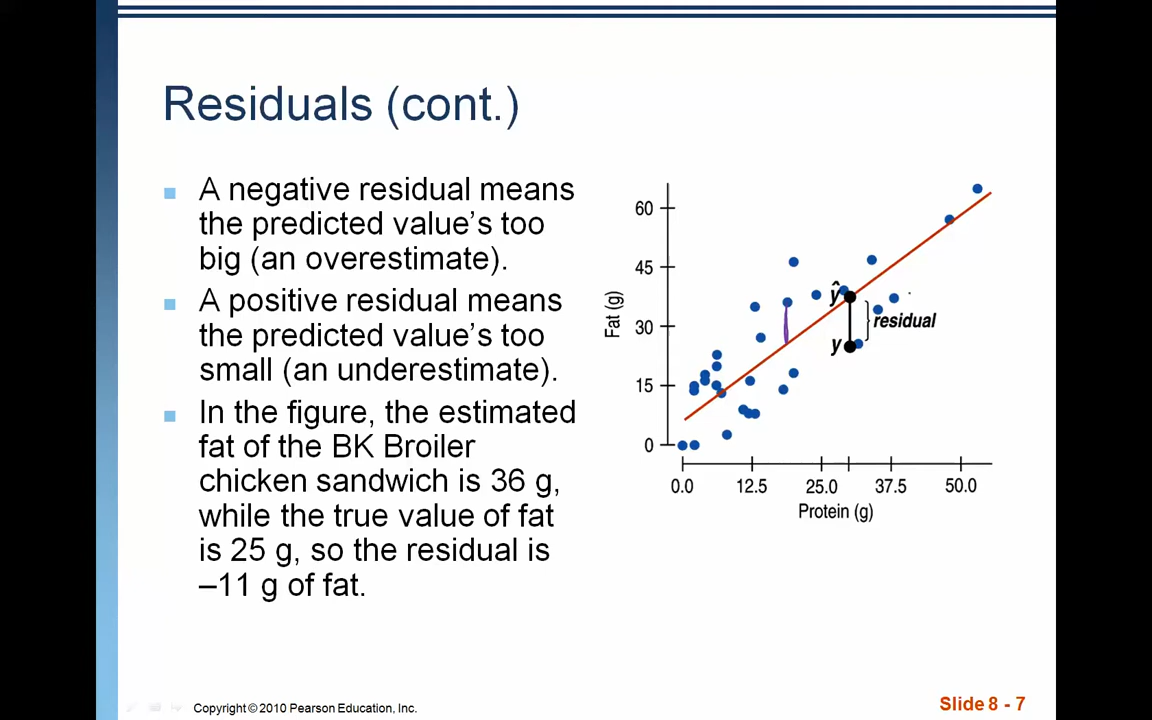 Residuals (cont.)
A negative residual means
the predicted value's too
big (an overestimate).
A positive residual means
the predicted value's too
small (an underestimate).
In the figure, the estimated
fat of the BK Broiler
chicken sandwich is 36 g,
while the true value of fat
is 25 g, so the residual is
–11 g of fat.
60
45
30
15
0
Fat (g)
ŷ
residual
y
0.0 12.5 25.0 37.5 50.0
Protein (g)
Copyright © 2010 Pearson Education, Inc.
Slide 8 - 7